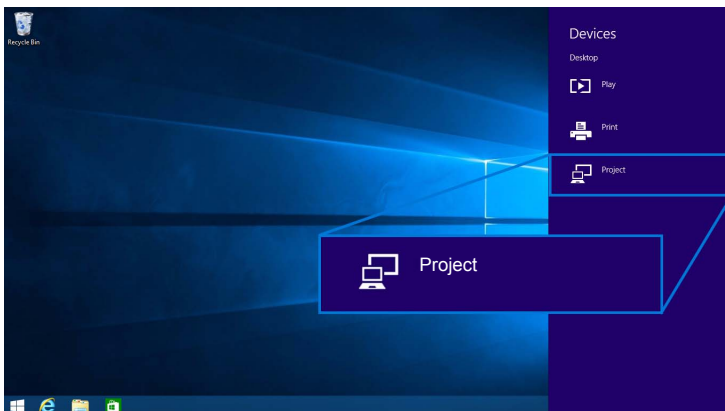 Recycle Bin
Devices
Desktop
Play
Print
Project
Project